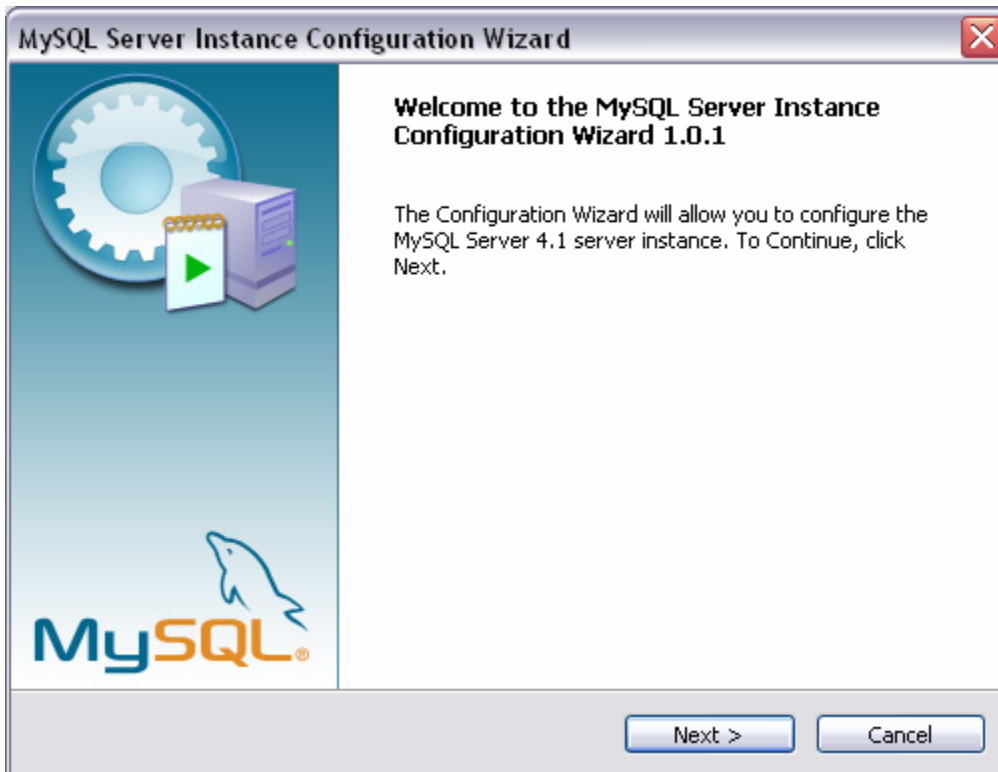 MySQL Server Instance Configuration Wizard
Welcome to the MySQL Server Instance
Configuration Wizard 1.0.1
The Configuration Wizard will allow you to configure the
MySQL Server 4.1 server instance. To Continue, click
Next.
MySQL®
Next >
Cancel